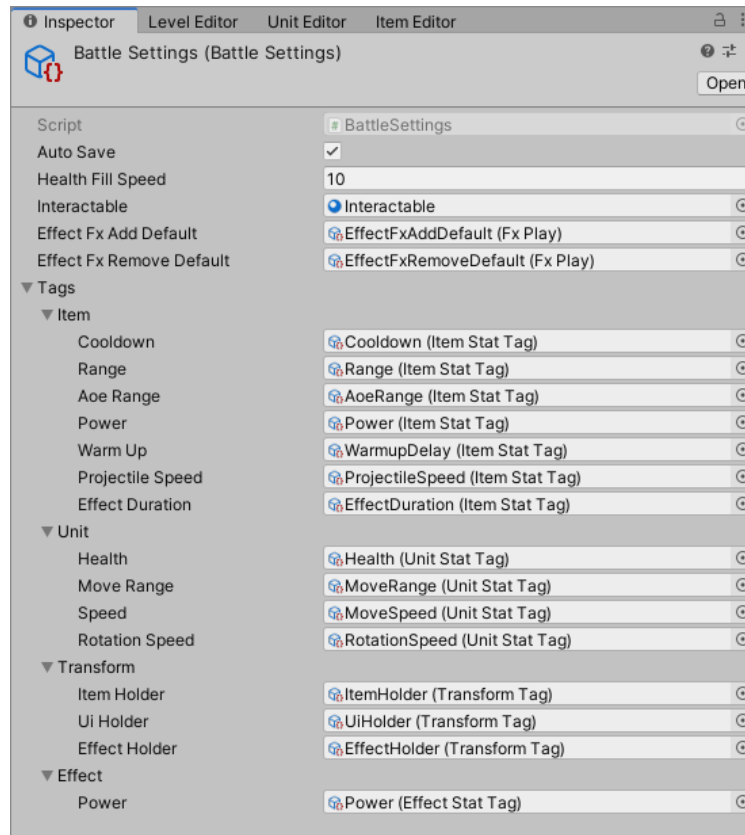 Inspector Level Editor Unit Editor Item Editor
Battle Settings (Battle Settings)
Open
Script BattleSettings
Auto Save
Health Fill Speed 10
Interactable Interactable
Effect Fx Add Default EffectFxAddDefault (Fx Play)
Effect Fx Remove Default EffectFxRemoveDefault (Fx Play)
Tags
Item
Cooldown Cooldown (Item Stat Tag)
Range Range (Item Stat Tag)
Aoe Range AoeRange (Item Stat Tag)
Power Power (Item Stat Tag)
Warm Up WarmupDelay (Item Stat Tag)
Projectile Speed ProjectileSpeed (Item Stat Tag)
Effect Duration EffectDuration (Item Stat Tag)
Unit
Health Health (Unit Stat Tag)
Move Range MoveRange (Unit Stat Tag)
Speed MoveSpeed (Unit Stat Tag)
Rotation Speed RotationSpeed (Unit Stat Tag)
Transform
Item Holder ItemHolder (Transform Tag)
Ui Holder UiHolder (Transform Tag)
Effect Holder EffectHolder (Transform Tag)
Effect
Power Power (Effect Stat Tag)